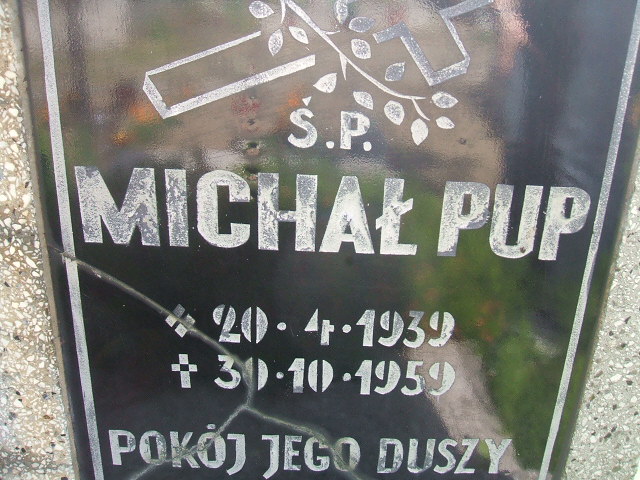 Ś.P.
MICHAŁ PUP
20·4·1939
✝ 30·10·1959
POKÓJ JEGO DUSZY